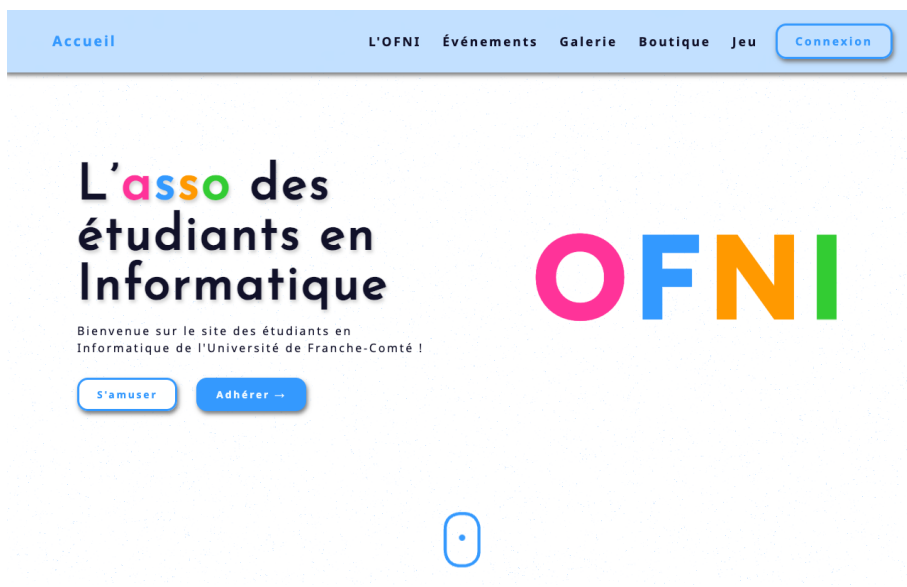 Accueil L'OFNI Événements Galerie Boutique Jeu Connexion
L'asso des
étudiants en
Informatique
OFNI
Bienvenue sur le site des étudiants en
Informatique de l'Université de Franche-Comté !
S'amuser Adhérer →